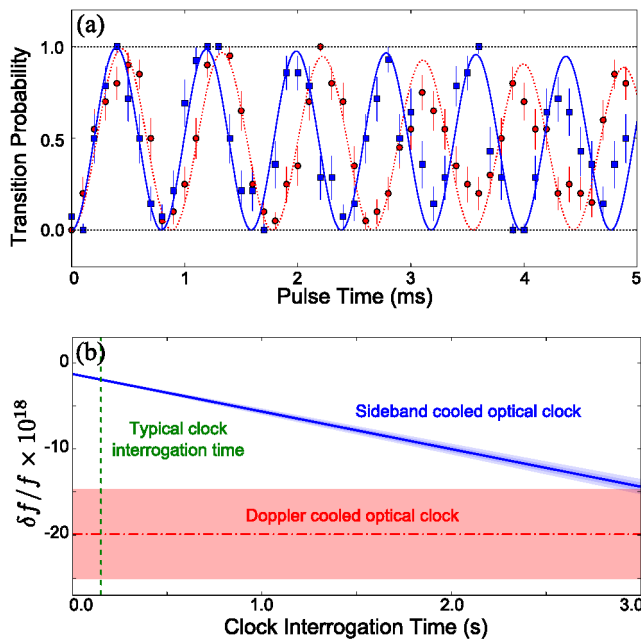 (a)
1.0
0.5
0.0
Transition Probability
0 1 2 3 4 5
Pulse Time (ms)
(b)
0
-10
-20
δf/f × 10^18
Sideband cooled optical clock
Typical clock
interrogation time
Doppler cooled optical clock
0.0 1.0 2.0 3.0
Clock Interrogation Time (s)